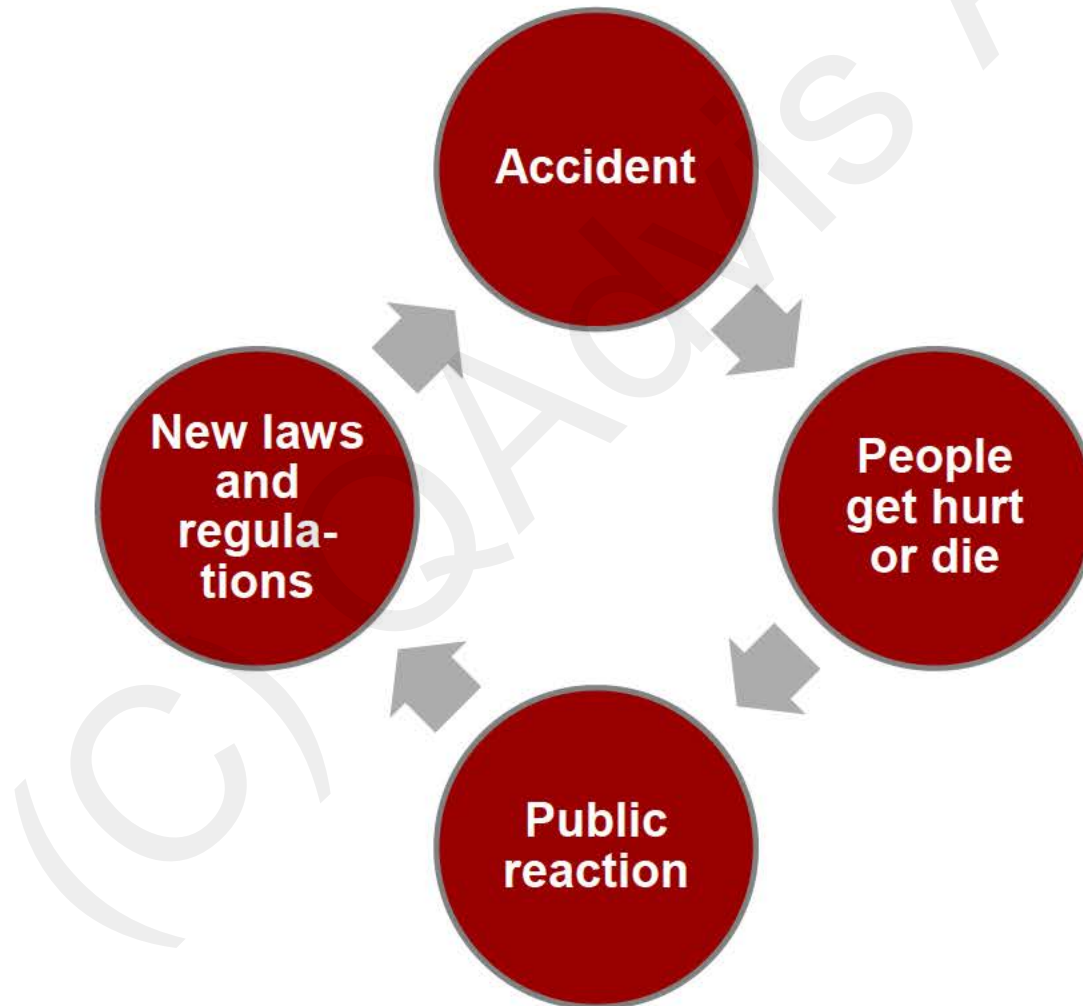 Accident
People
get hurt
or die
Public
reaction
New laws
and
regula-
tions
(C) QAdvis A